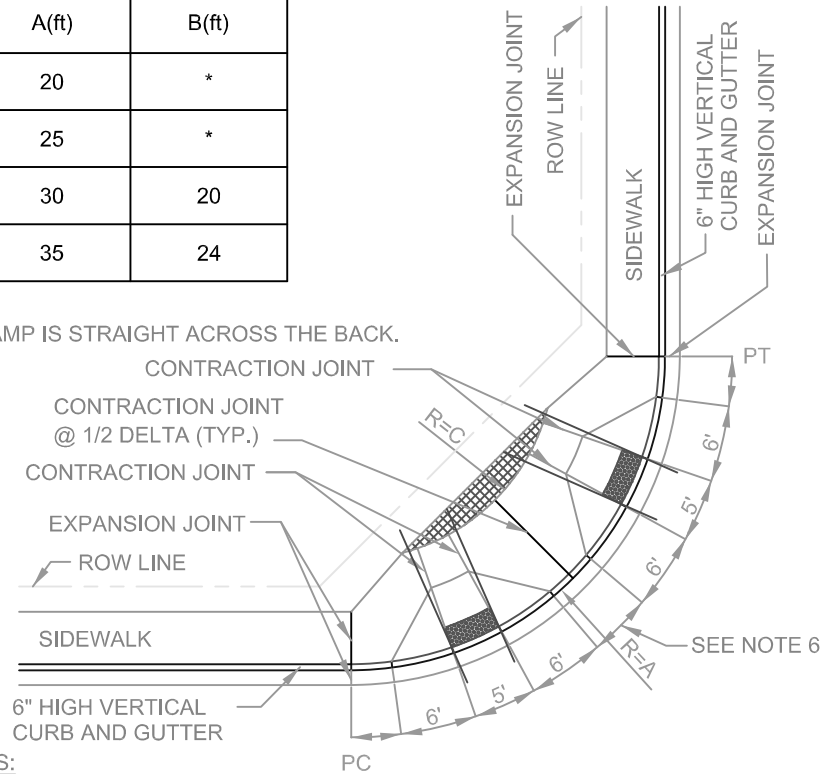 A(ft) B(ft)
20 *
25 *
30 20
35 24
AMP IS STRAIGHT ACROSS THE BACK.
CONTRACTION JOINT
CONTRACTION JOINT
@ 1/2 DELTA (TYP.)
CONTRACTION JOINT
EXPANSION JOINT
ROW LINE
SIDEWALK
6" HIGH VERTICAL
CURB AND GUTTER
S:
PC
EXPANSION JOINT
ROW LINE
SIDEWALK
6" HIGH VERTICAL
CURB AND GUTTER
EXPANSION JOINT
PT
R=C
6'
5'
6'
SEE NOTE 6
R=A
6'
5'
6'